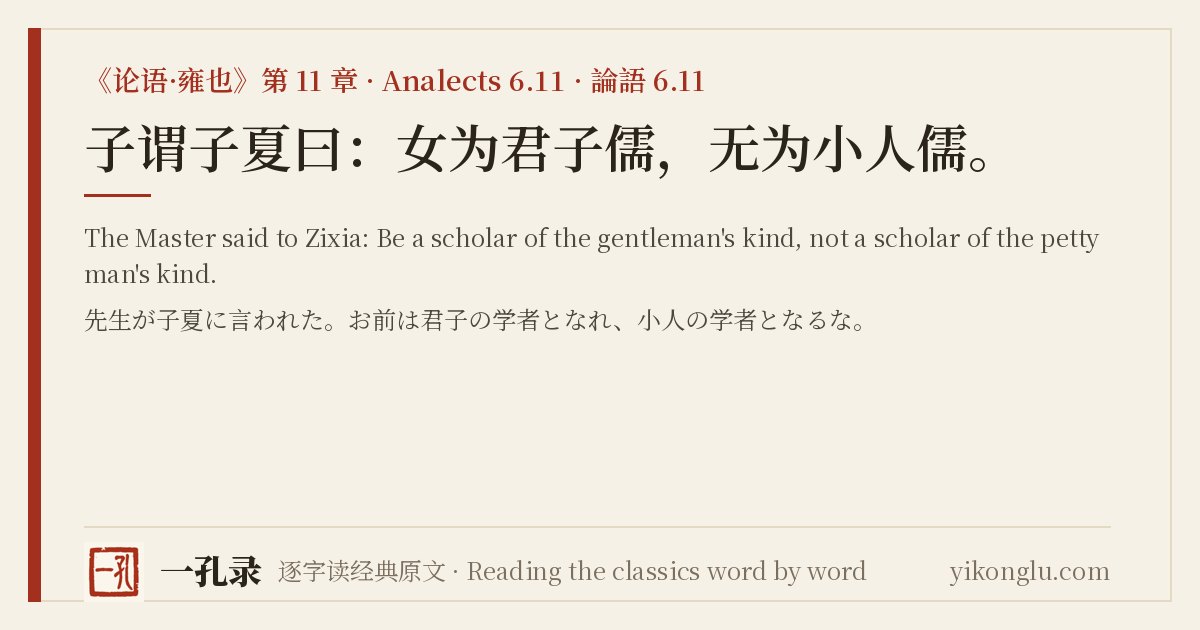 《论语·雍也》第 11 章 · Analects 6.11 · 論語 6.11
子谓子夏曰：女为君子儒，无为小人儒。
The Master said to Zixia: Be a scholar of the gentleman's kind, not a scholar of the petty
man's kind.
先生が子夏に言われた。お前は君子の学者となれ、小人の学者となるな。
一孔
一孔录 逐字读经典原文 · Reading the classics word by word yikonglu.com